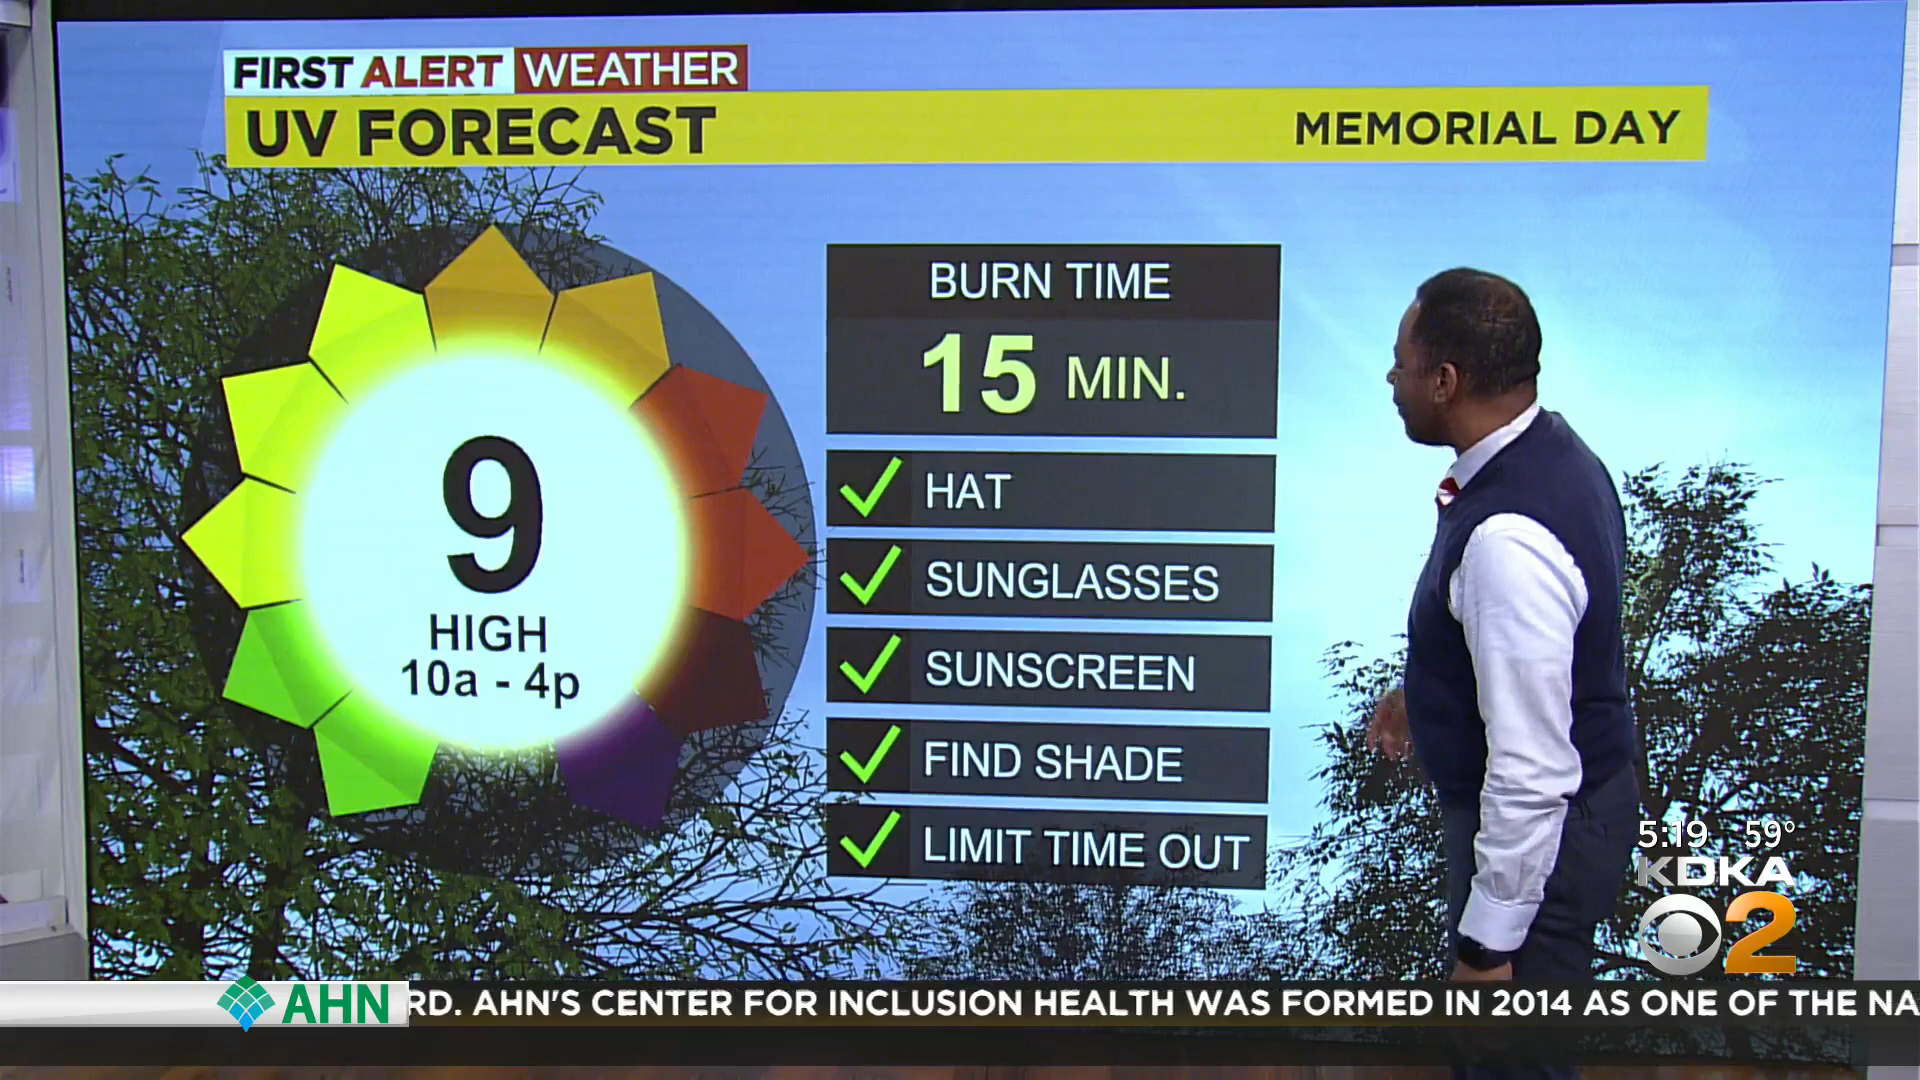 FIRST ALERT WEATHER
UV FORECAST
MEMORIAL DAY
9
HIGH
10a - 4p
BURN TIME
15 MIN.
HAT
SUNGLASSES
SUNSCREEN
FIND SHADE
LIMIT TIME OUT
5:19 59°
KDKA
2
AHN
RD. AHN'S CENTER FOR INCLUSION HEALTH WAS FORMED IN 2014 AS ONE OF THE NA